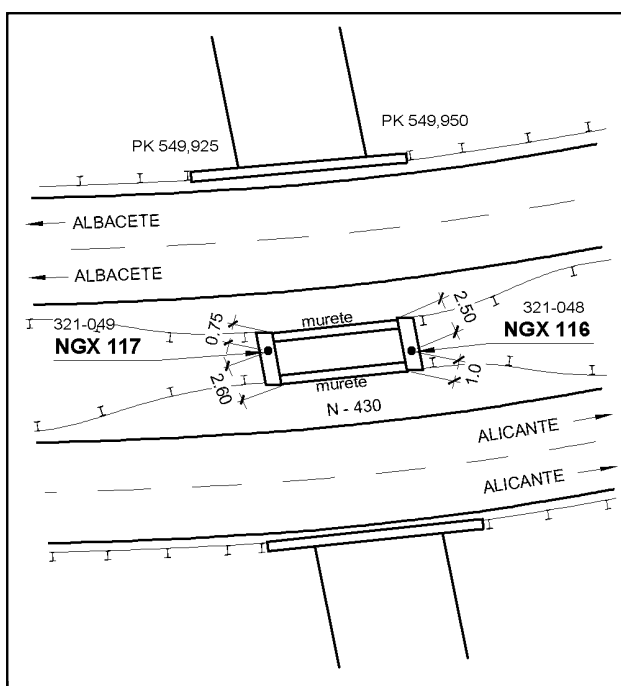 PK 549,950
PK 549,925
ALBACETE
ALBACETE
321-049
NGX 117
0,75
murete
2.50
321-048
NGX 116
2.60
murete
1.0
N - 430
ALICANTE
ALICANTE